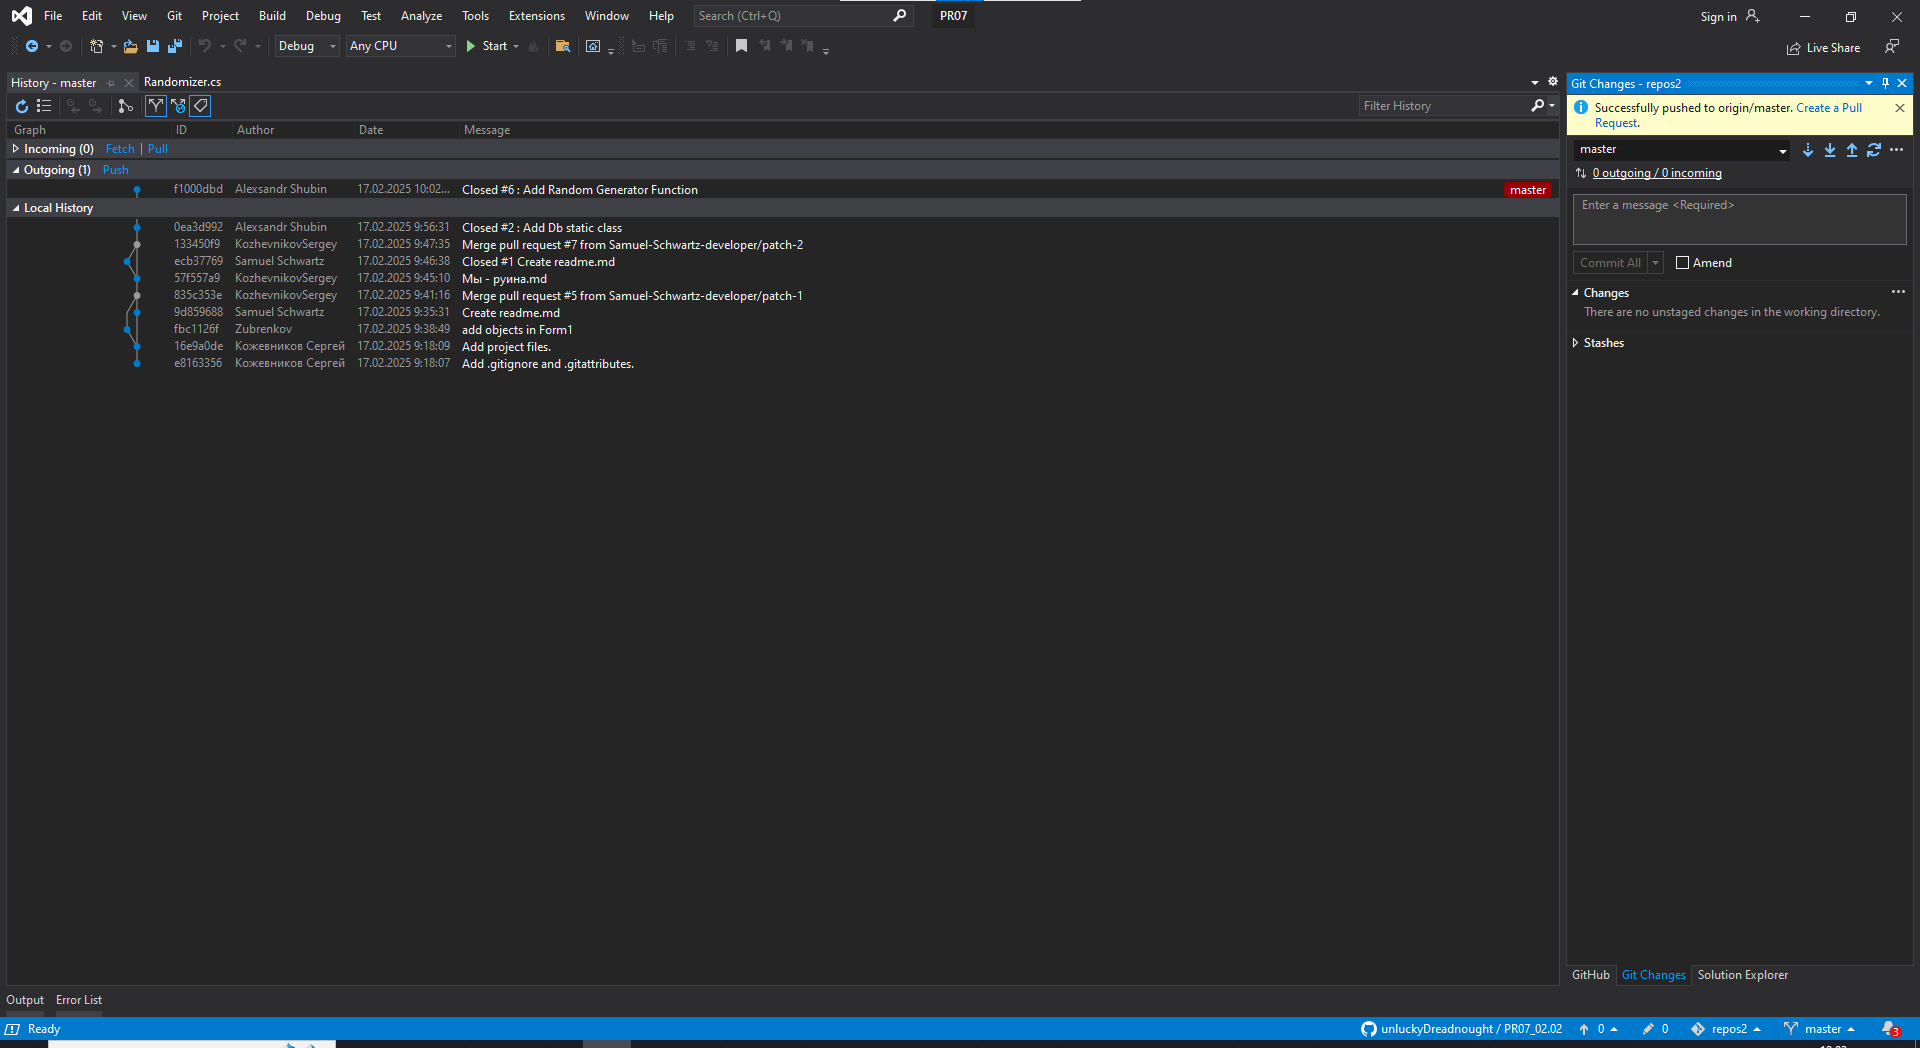 File Edit View Git Project Build Debug Test Analyze Tools Extensions Window Help Search (Ctrl+Q) PR07 Sign in
Debug Any CPU Start Live Share
History - master Randomizer.cs
Filter History
Graph ID Author Date Message
Incoming (0) Fetch | Pull
Outgoing (1) Push
f1000dbd Alexsandr Shubin 17.02.2025 10:02... Closed #6 : Add Random Generator Function master
Local History
0ea3d992 Alexsandr Shubin 17.02.2025 9:56:31 Closed #2 : Add Db static class
133450f9 KozhevnikovSergey 17.02.2025 9:47:35 Merge pull request #7 from Samuel-Schwartz-developer/patch-2
ecb37769 Samuel Schwartz 17.02.2025 9:46:38 Closed #1 Create readme.md
57f557a9 KozhevnikovSergey 17.02.2025 9:45:10 Мы - руина.md
835c353e KozhevnikovSergey 17.02.2025 9:41:16 Merge pull request #5 from Samuel-Schwartz-developer/patch-1
9d859688 Samuel Schwartz 17.02.2025 9:35:31 Create readme.md
fbc1126f Zubrenkov 17.02.2025 9:38:49 add objects in Form1
16e9a0de Кожевников Сергей 17.02.2025 9:18:09 Add project files.
e8163356 Кожевников Сергей 17.02.2025 9:18:07 Add .gitignore and .gitattributes.
Git Changes - repos2
Successfully pushed to origin/master. Create a Pull
Request.
master
0 outgoing / 0 incoming
Enter a message <Required>
Commit All Amend
Changes
There are no unstaged changes in the working directory.
Stashes
GitHub Git Changes Solution Explorer
Output Error List
Ready unluckyDreadnought / PR07_02.02 0 0 repos2 master 3